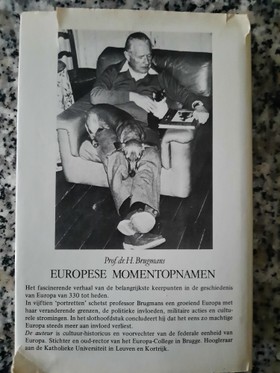 Prof. dr H. Brugmans
EUROPESE MOMENTOPNAMEN
Het fascinerende verhaal van de belangrijkste keerpunten in de geschiedenis
van Europa van 330 tot heden.
In vijftien 'portretten' schetst professor Brugmans een groeiend Europa met
haar veranderende grenzen, de politieke invloeden, militaire acties en cultu-
rele stromingen. In het slothoofdstuk concludeert hij dat het eens zo machtige
Europa steeds meer aan invloed verliest.
De auteur is cultuur-historicus en voorvechter van de federale eenheid van
Europa. Stichter en oud-rector van het Europa-College in Brugge. Hoogleraar
aan de Katholieke Universiteit in Leuven en Kortrijk.